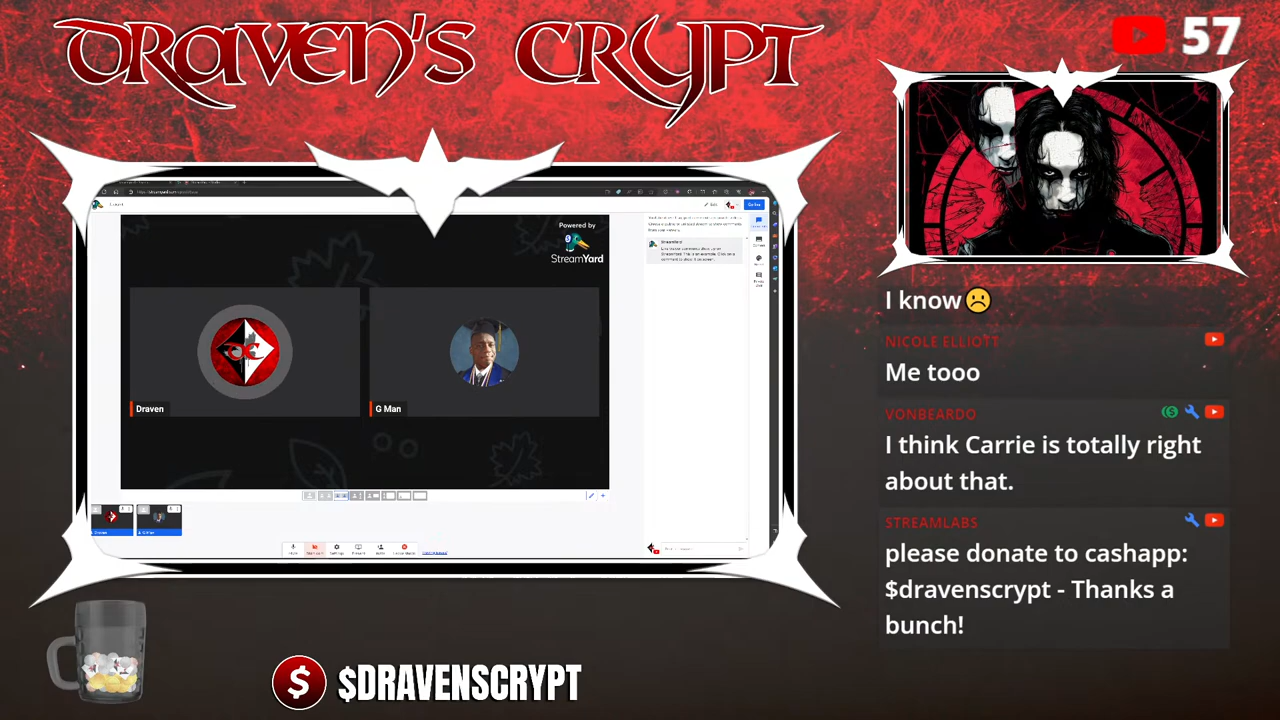 DRAVEN'S CRYPT
57
Powered by
StreamYard
Draven
G Man
I know☹️
NICOLE ELLIOTT
Me tooo
VONBEARDO
I think Carrie is totally right
about that.
STREAMLABS
please donate to cashapp:
$dravenscrypt - Thanks a
bunch!
$ $DRAVENSCRYPT